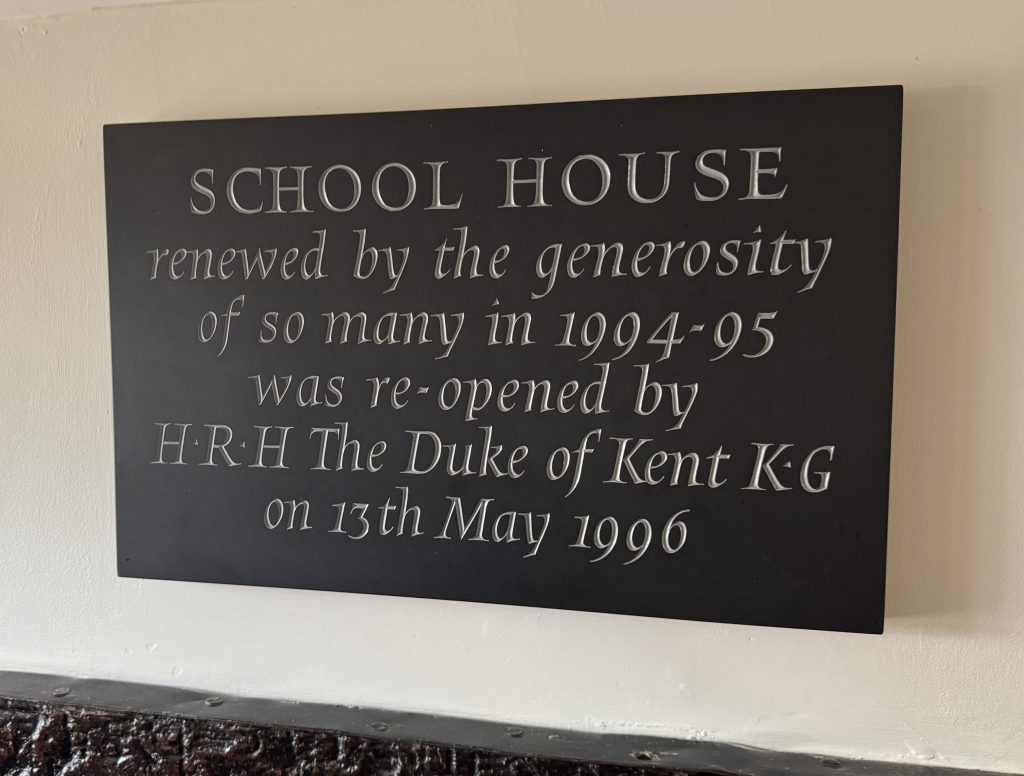 SCHOOL HOUSE
renewed by the generosity
of so many in 1994-95
was re-opened by
H·R·H The Duke of Kent K·G
on 13th May 1996